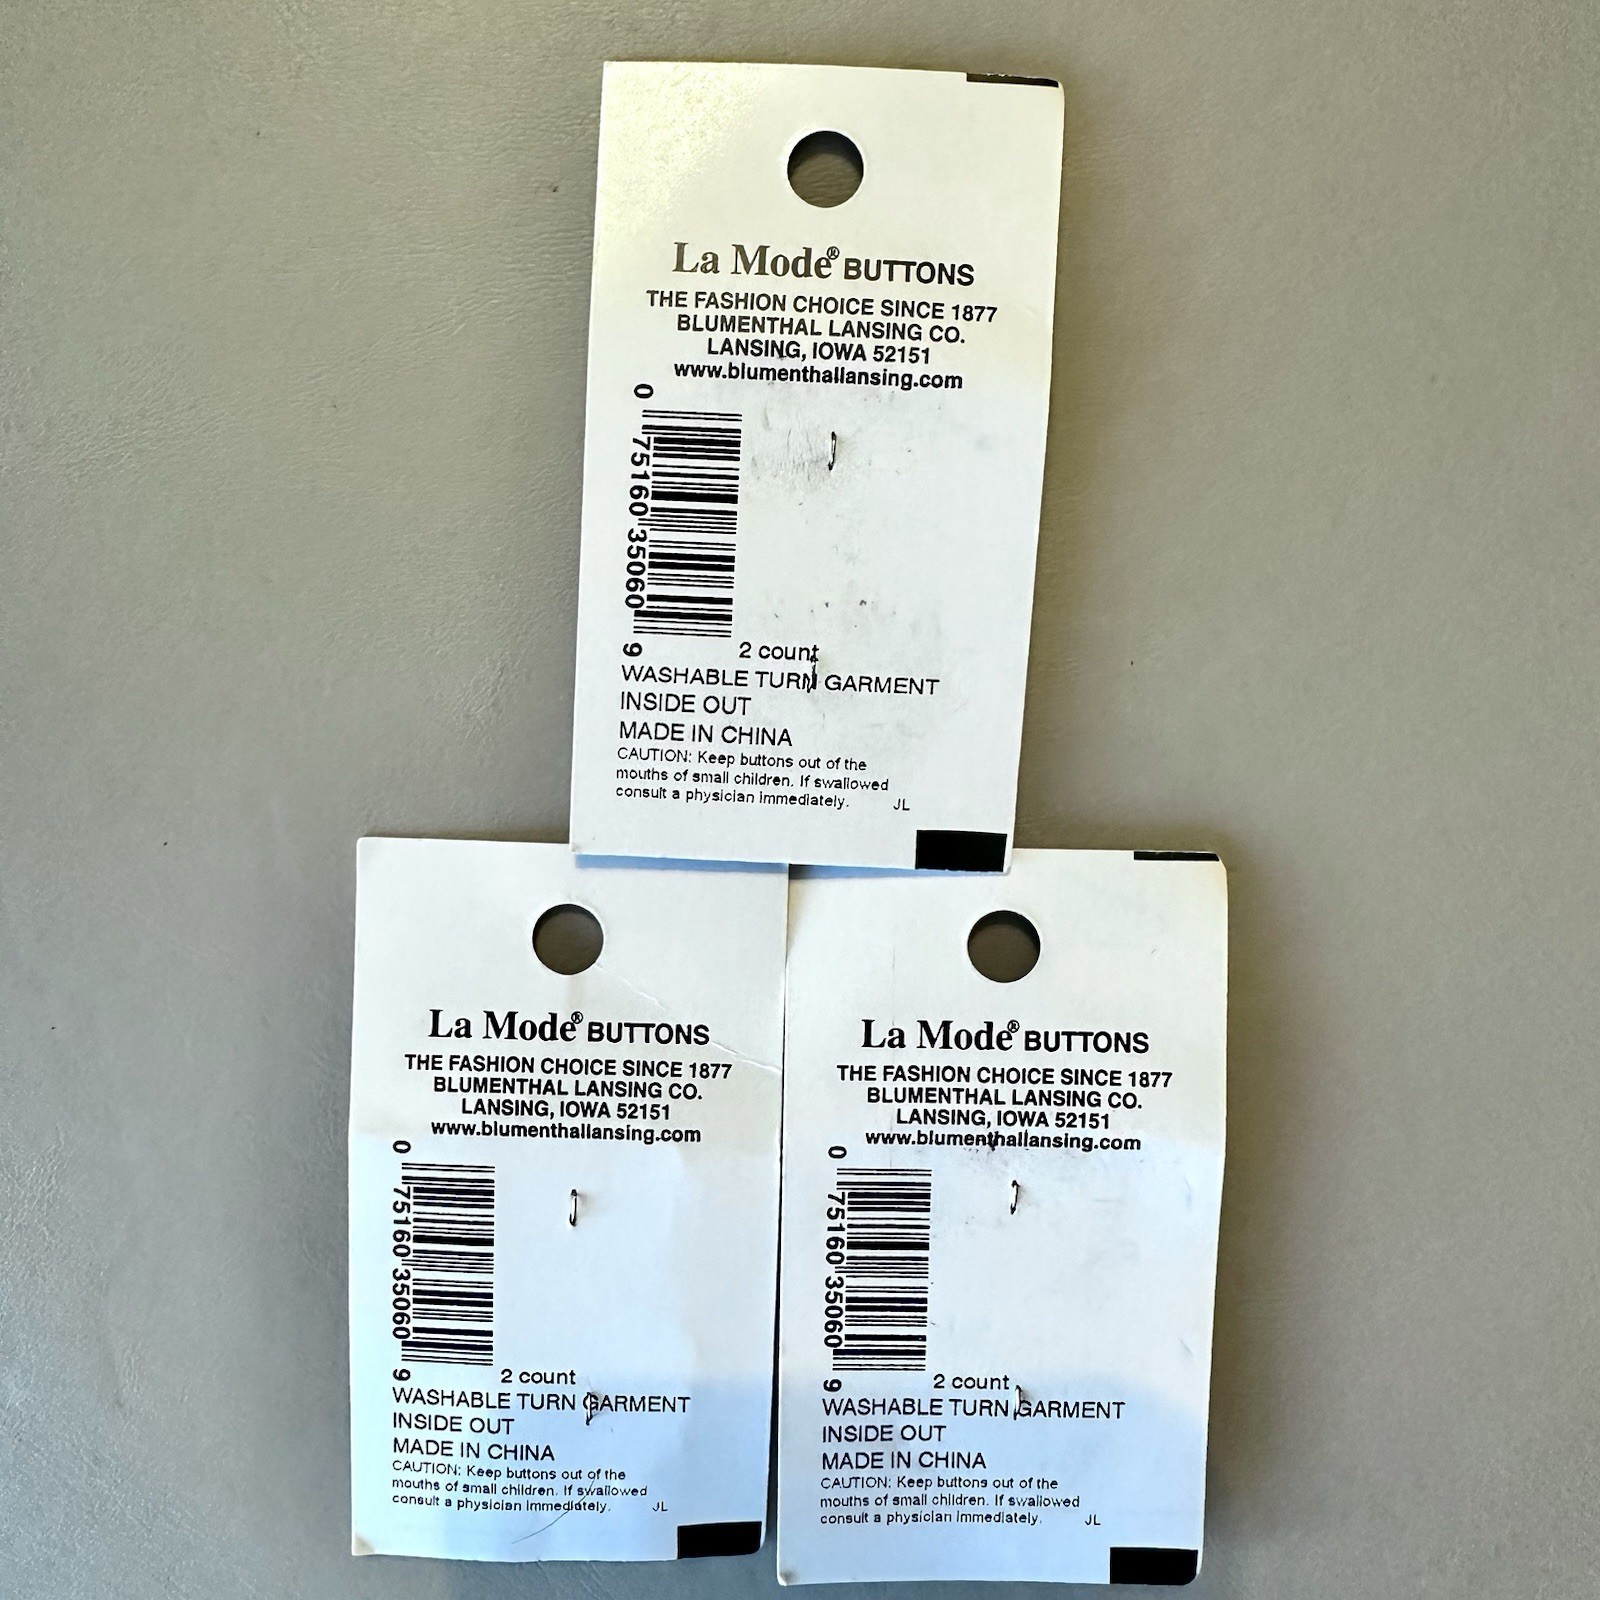 La Mode® BUTTONS
THE FASHION CHOICE SINCE 1877
BLUMENTHAL LANSING CO.
LANSING, IOWA 52151
www.blumenthallansing.com
0 75160 35060 9
2 count
WASHABLE TURN GARMENT
INSIDE OUT
MADE IN CHINA
CAUTION: Keep buttons out of the
mouths of small children. If swallowed
consult a physician immediately. JL
La Mode® BUTTONS
THE FASHION CHOICE SINCE 1877
BLUMENTHAL LANSING CO.
LANSING, IOWA 52151
www.blumenthallansing.com
0 75160 35060 9
2 count
WASHABLE TURN GARMENT
INSIDE OUT
MADE IN CHINA
CAUTION: Keep buttons out of the
mouths of small children. If swallowed
consult a physician immediately. JL
La Mode® BUTTONS
THE FASHION CHOICE SINCE 1877
BLUMENTHAL LANSING CO.
LANSING, IOWA 52151
www.blumenthallansing.com
0 75160 35060 9
2 count
WASHABLE TURN GARMENT
INSIDE OUT
MADE IN CHINA
CAUTION: Keep buttons out of the
mouths of small children. If swallowed
consult a physician immediately. JL